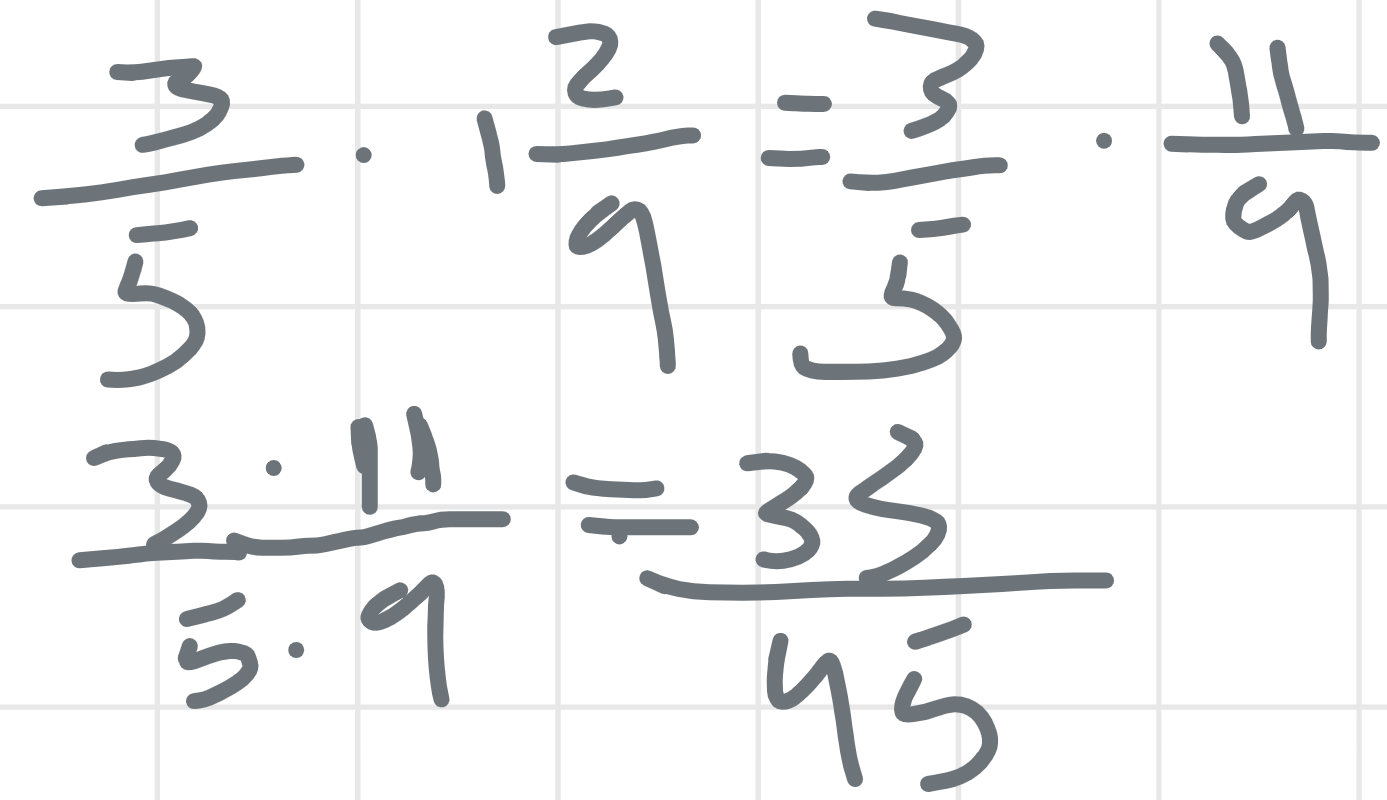 3/5 · 1 2/9 = 3/5 · 11/9
3 · 11 / 5 · 9 = 33/45